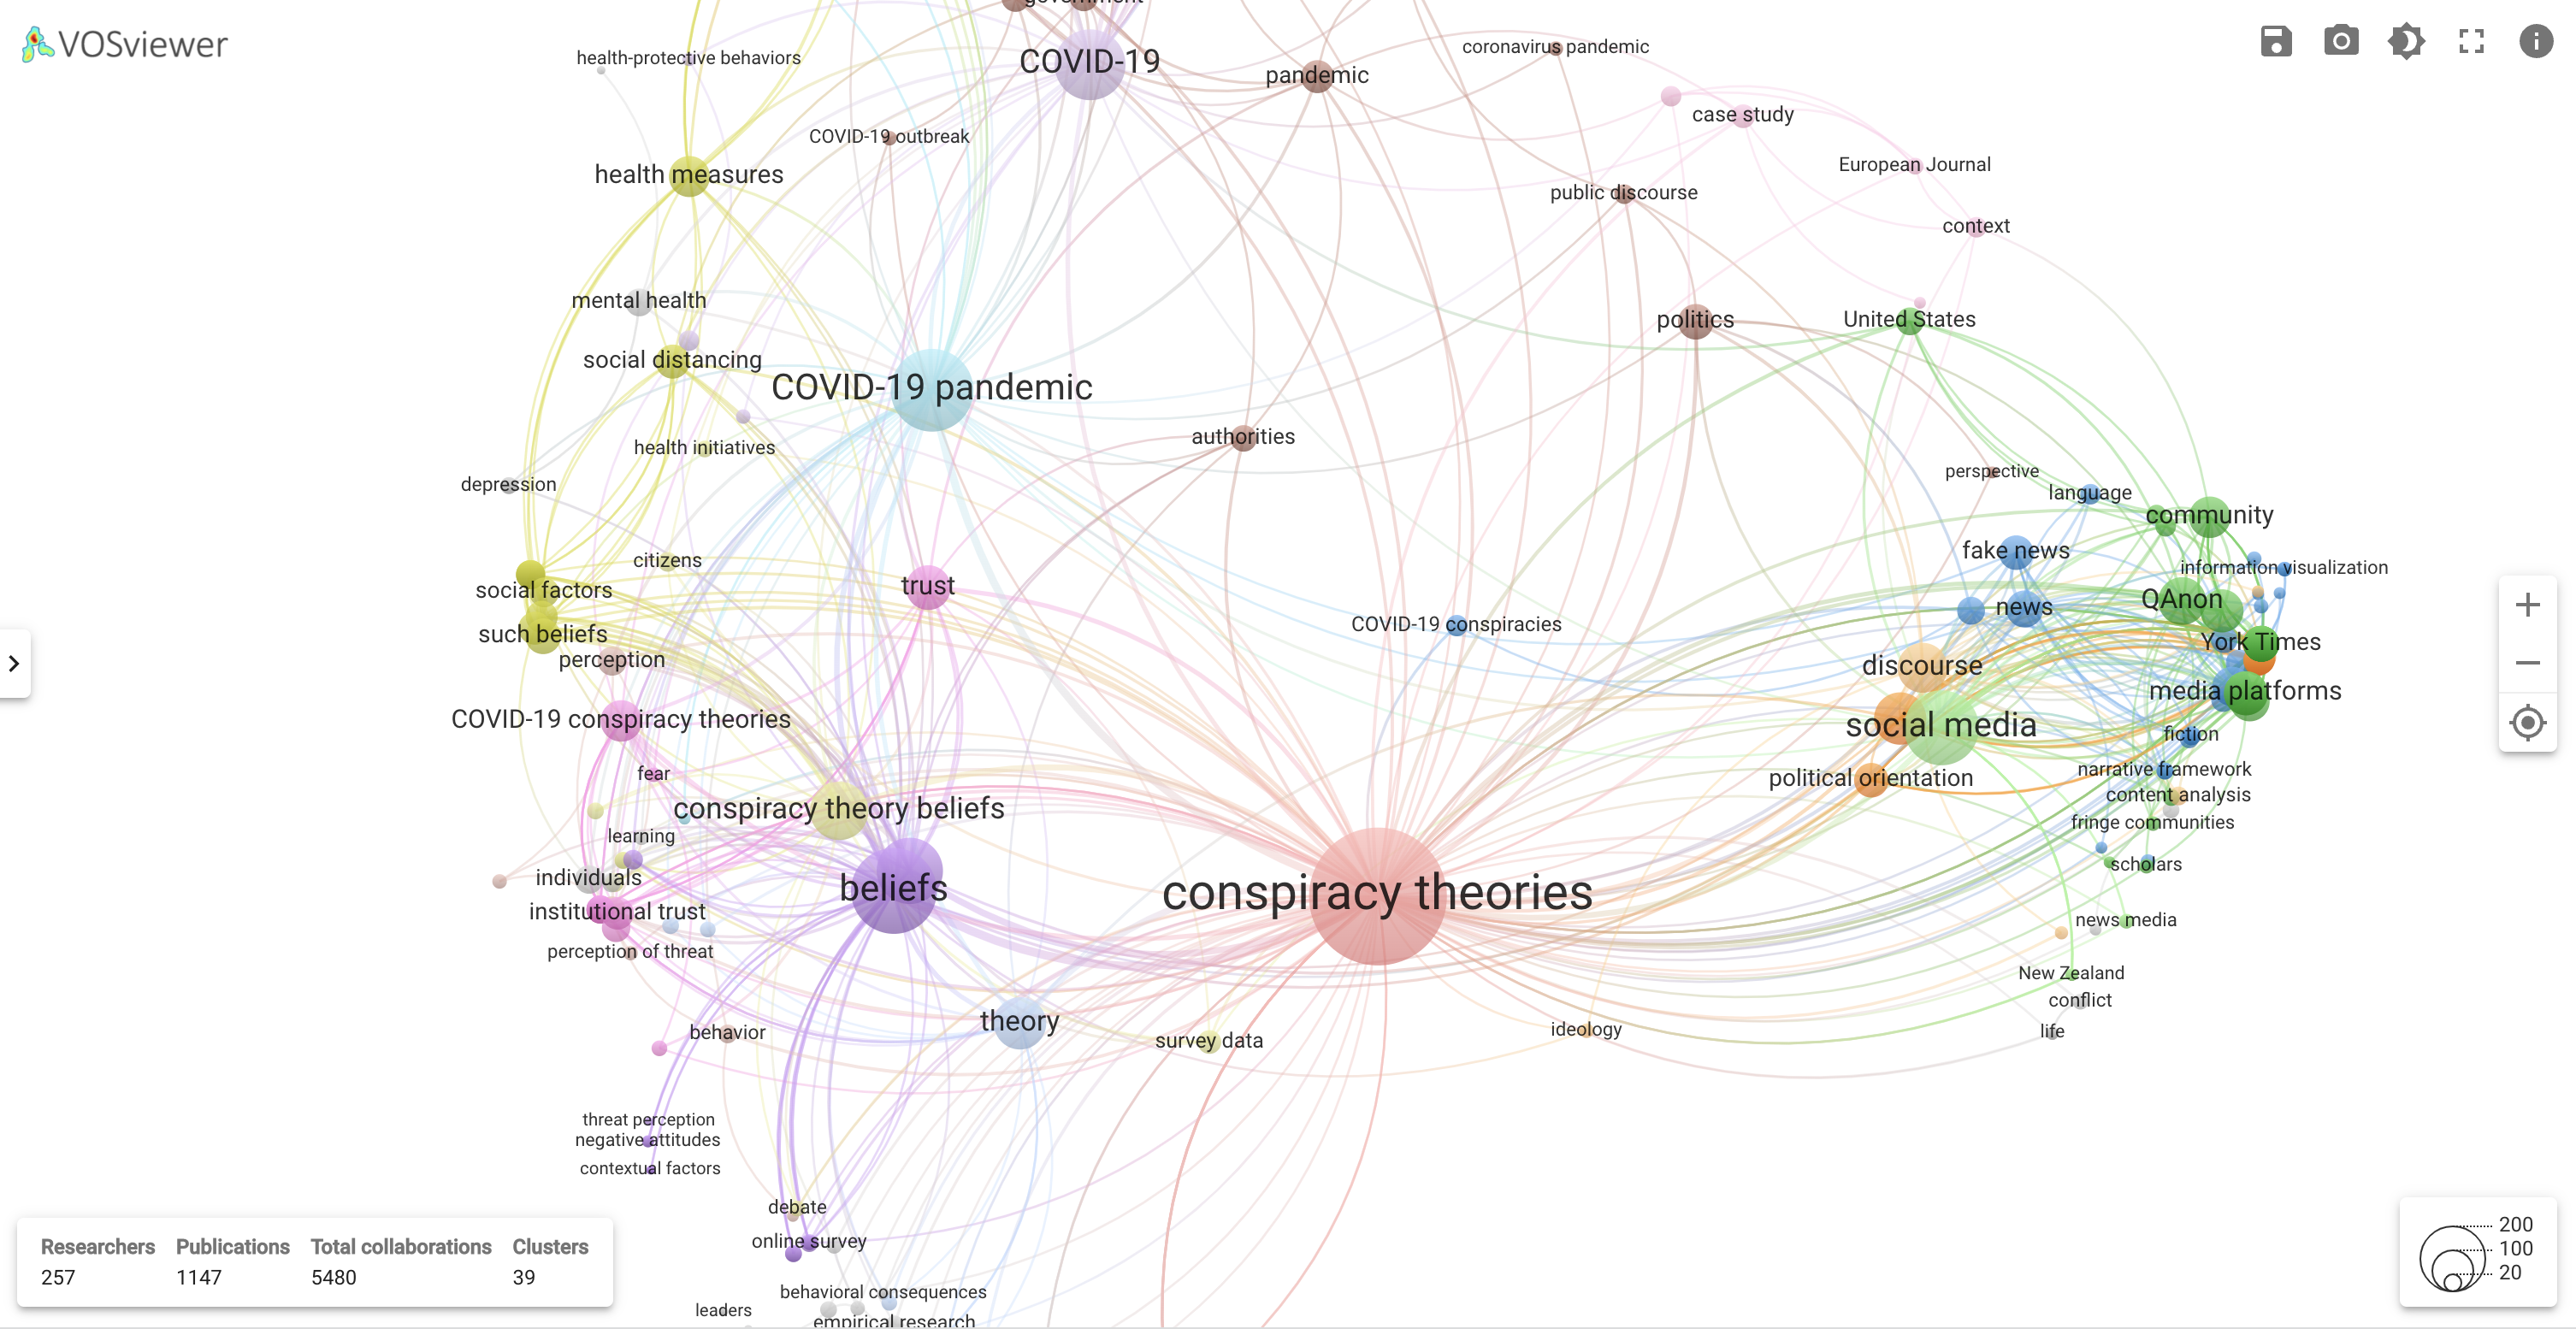 VOSviewer
government
COVID-19
health-protective behaviors
pandemic
coronavirus pandemic
case study
COVID-19 outbreak
health measures
European Journal
public discourse
context
mental health
politics
United States
social distancing
COVID-19 pandemic
authorities
health initiatives
perspective
depression
language
community
fake news
citizens
information visualization
trust
social factors
QAnon
news
COVID-19 conspiracies
such beliefs
York Times
perception
discourse
media platforms
COVID-19 conspiracy theories
social media
fiction
fear
narrative framework
political orientation
content analysis
conspiracy theory beliefs
fringe communities
learning
scholars
individuals
beliefs
conspiracy theories
institutional trust
news media
perception of threat
New Zealand
conflict
theory
ideology
life
behavior
survey data
threat perception
negative attitudes
contextual factors
debate
online survey
behavioral consequences
leaders
empirical research
Researchers Publications Total collaborations Clusters
257 1147 5480 39
200
100
20